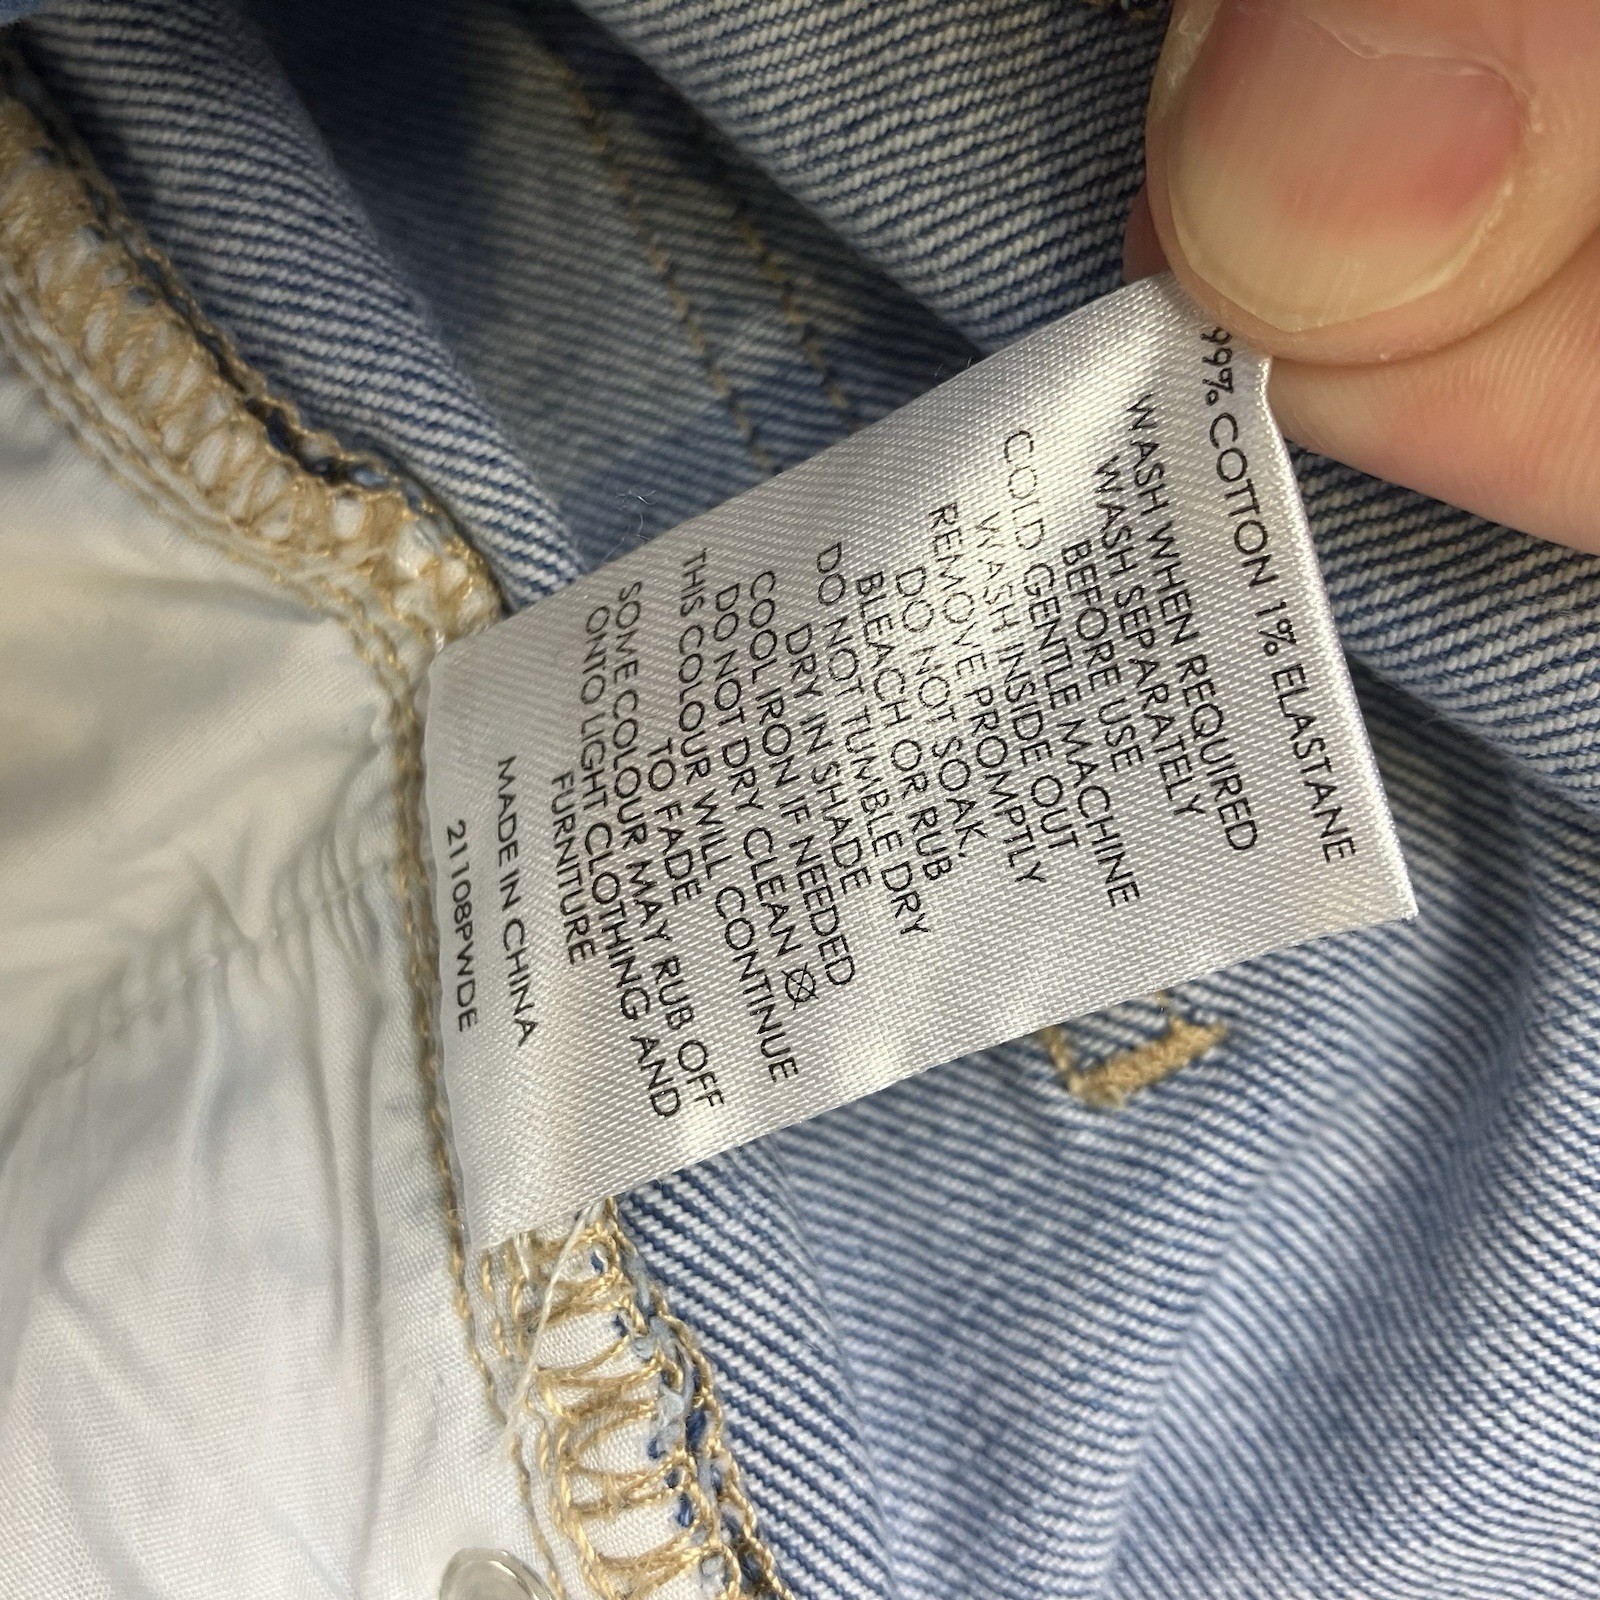 99% COTTON 1% ELASTANE
WASH WHEN REQUIRED
WASH SEPARATELY
BEFORE USE
COLD GENTLE MACHINE
WASH INSIDE OUT
REMOVE PROMPTLY
DO NOT SOAK,
BLEACH OR RUB
DO NOT TUMBLE DRY
DRY IN SHADE
COOL IRON IF NEEDED
DO NOT DRY CLEAN
THIS COLOUR WILL CONTINUE
TO FADE
SOME COLOUR MAY RUB OFF
ONTO LIGHT CLOTHING AND
FURNITURE
MADE IN CHINA
21108PWDE